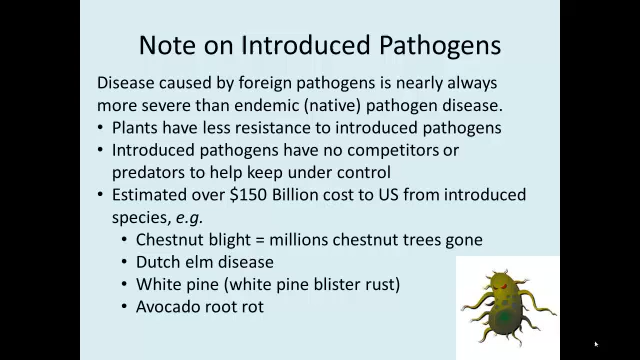 Note on Introduced Pathogens
Disease caused by foreign pathogens is nearly always
more severe than endemic (native) pathogen disease.
• Plants have less resistance to introduced pathogens
• Introduced pathogens have no competitors or
predators to help keep under control
• Estimated over $150 Billion cost to US from introduced
species, e.g.
• Chestnut blight = millions chestnut trees gone
• Dutch elm disease
• White pine (white pine blister rust)
• Avocado root rot